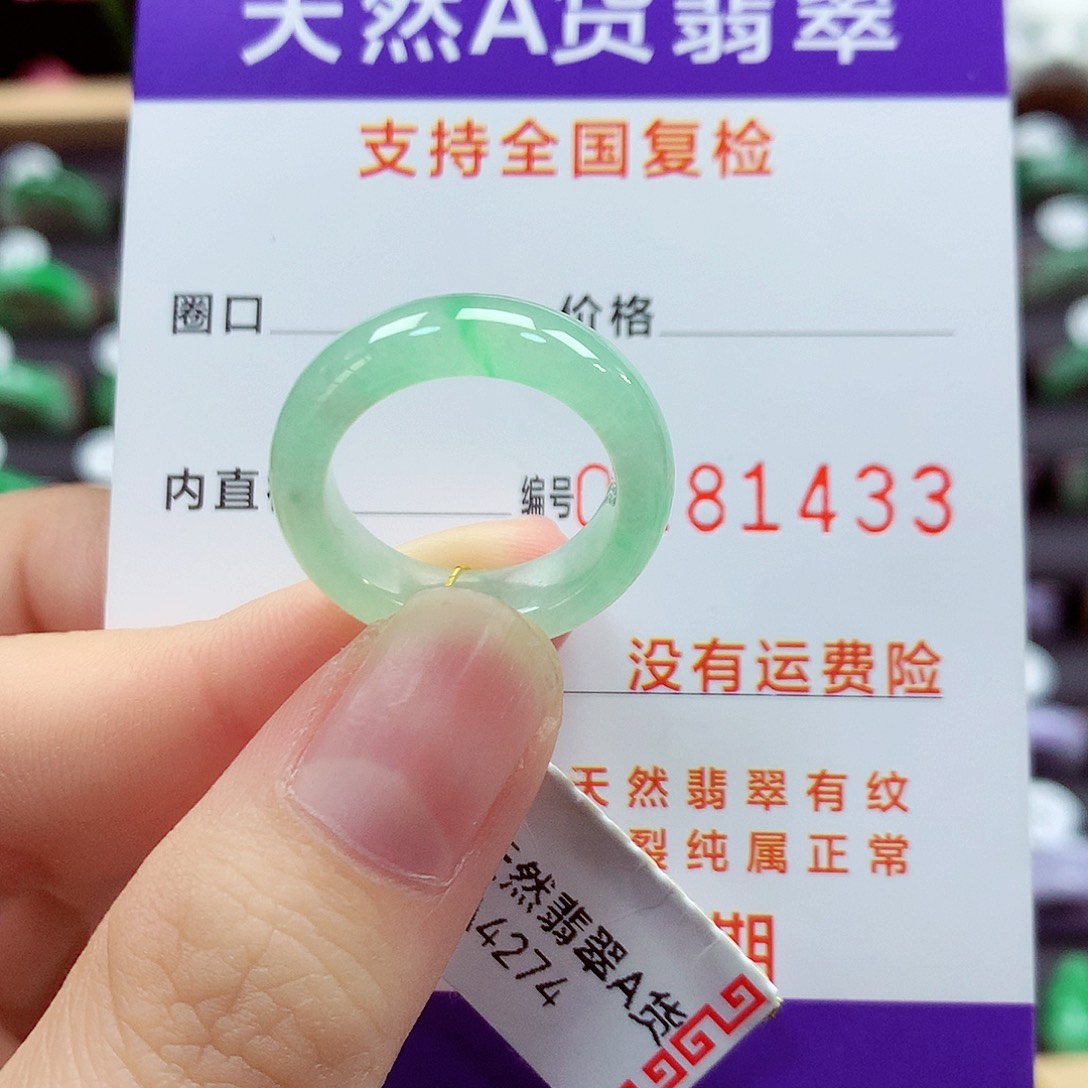 天然A货翡翠
支持全国复检
圈口 价格
内直 编号 81433
没有运费险
天然翡翠有纹
裂纯属正常
期
然翡翠A货
4274